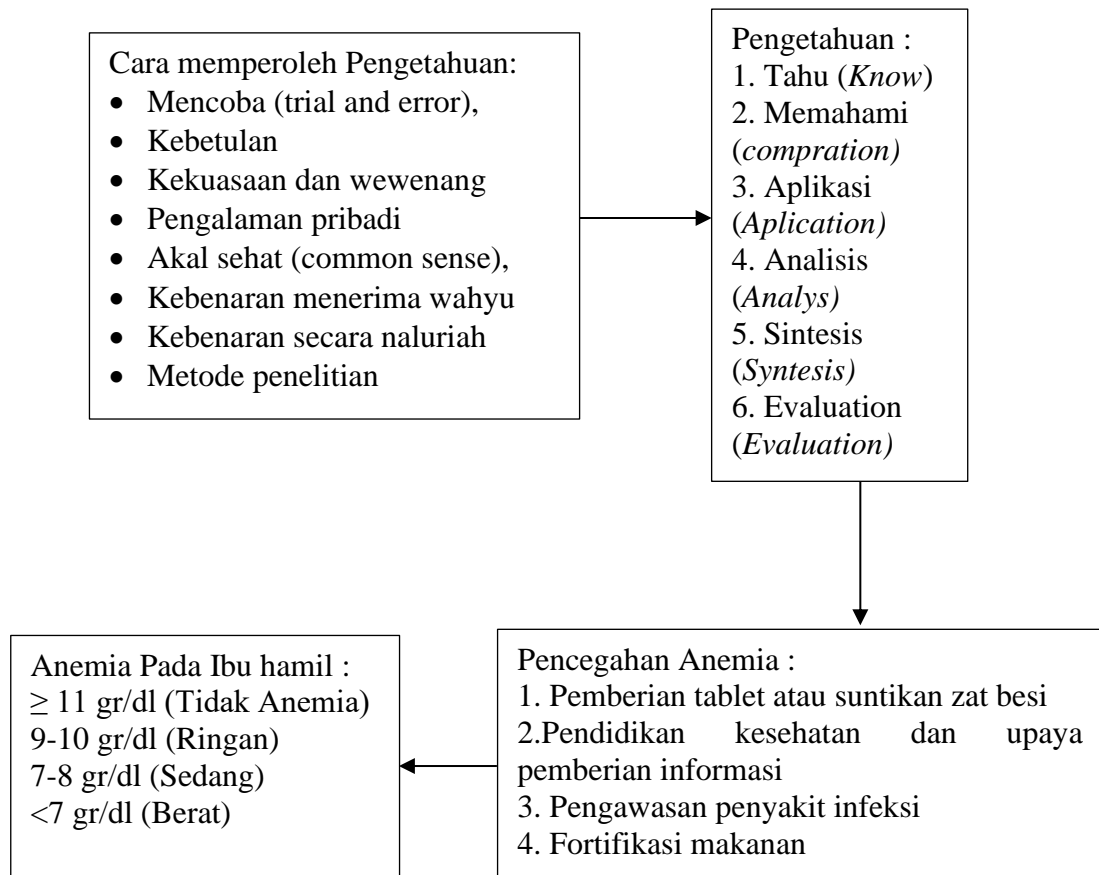 Cara memperoleh Pengetahuan:
• Mencoba (trial and error),
• Kebetulan
• Kekuasaan dan wewenang
• Pengalaman pribadi
• Akal sehat (common sense),
• Kebenaran menerima wahyu
• Kebenaran secara naluriah
• Metode penelitian
Pengetahuan :
1. Tahu (Know)
2. Memahami
(compration)
3. Aplikasi
(Aplication)
4. Analisis
(Analys)
5. Sintesis
(Syntesis)
6. Evaluation
(Evaluation)
Anemia Pada Ibu hamil :
≥ 11 gr/dl (Tidak Anemia)
9-10 gr/dl (Ringan)
7-8 gr/dl (Sedang)
<7 gr/dl (Berat)
Pencegahan Anemia :
1. Pemberian tablet atau suntikan zat besi
2.Pendidikan kesehatan dan upaya
pemberian informasi
3. Pengawasan penyakit infeksi
4. Fortifikasi makanan